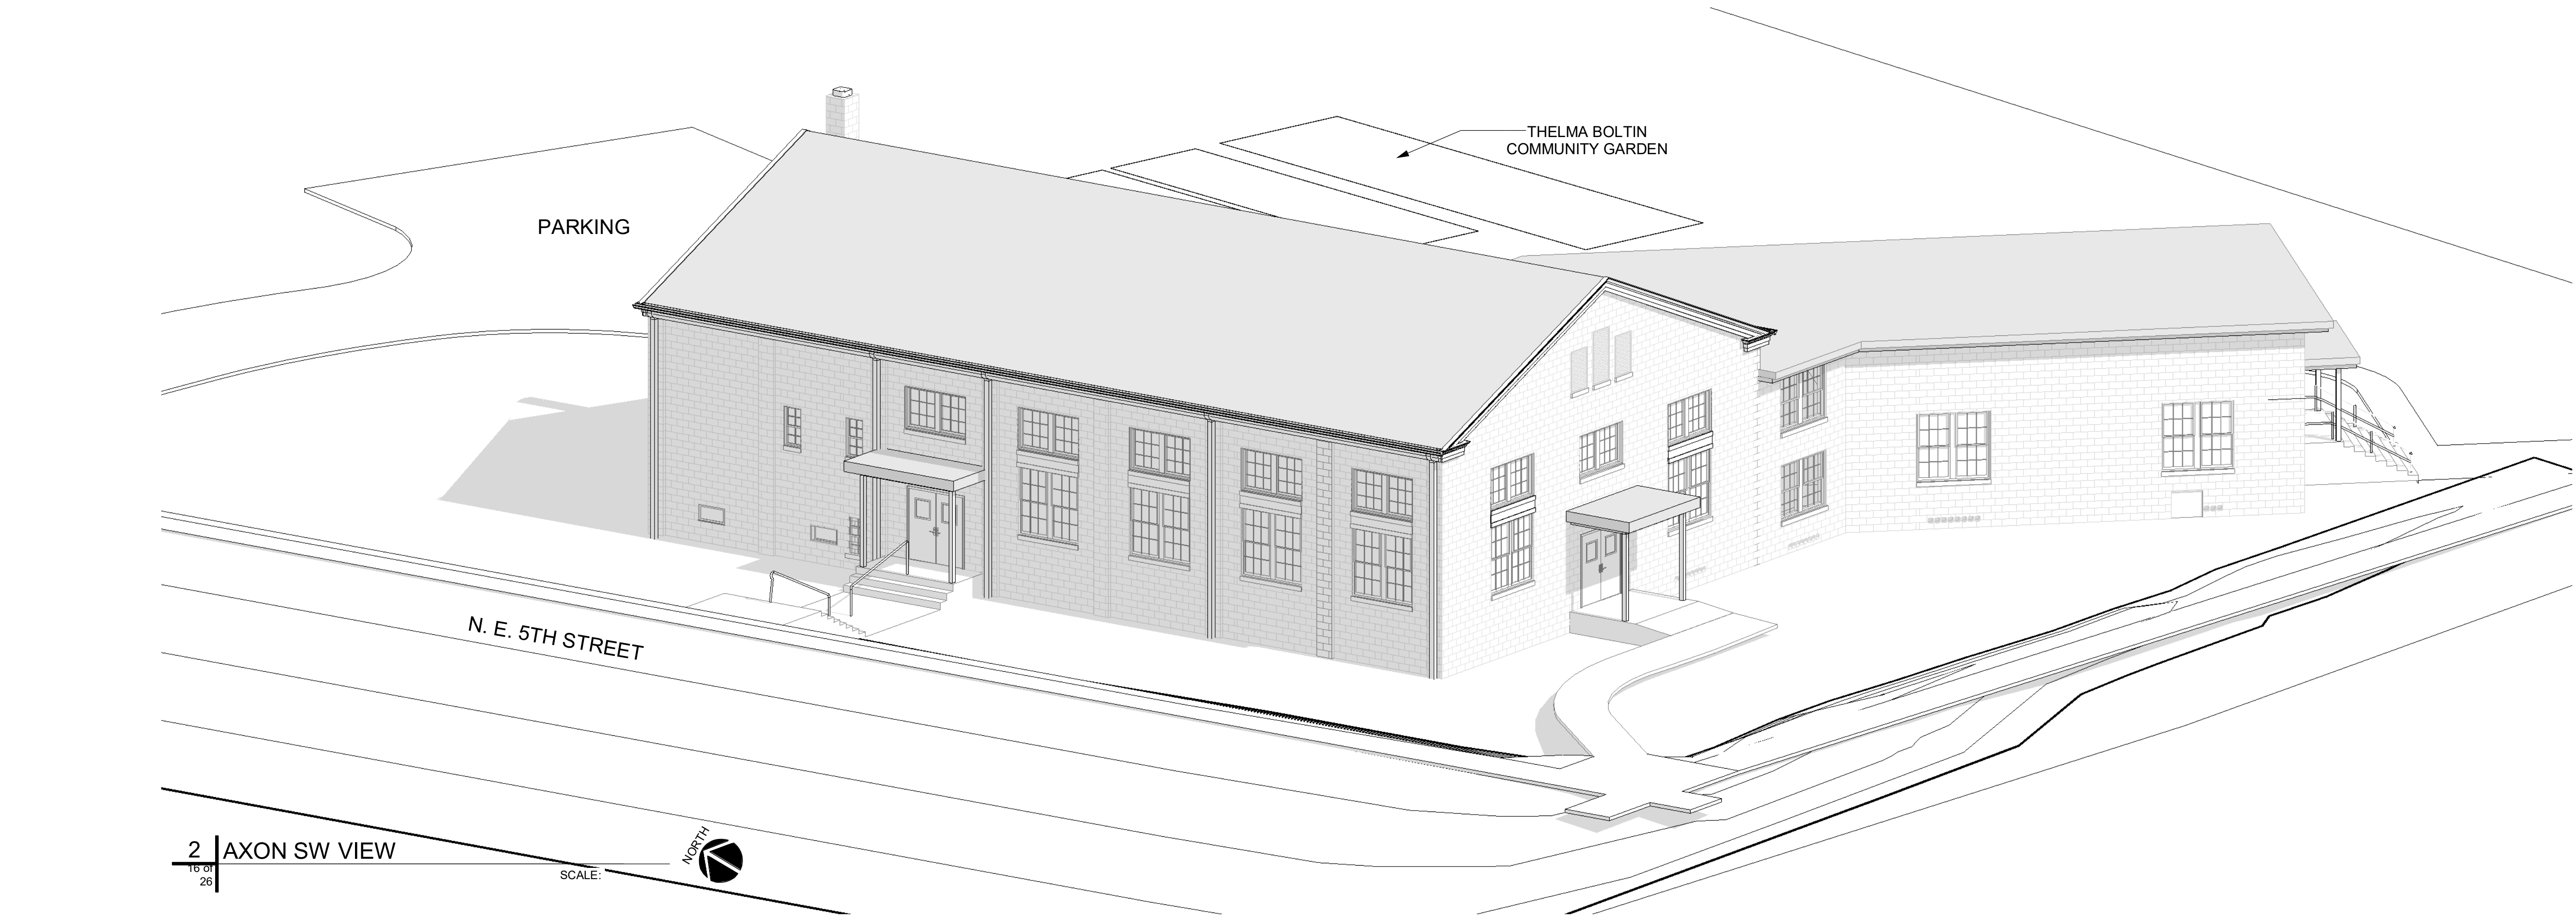 THELMA BOLTIN
COMMUNITY GARDEN
PARKING
N. E. 5TH STREET
2
AXON SW VIEW
16 of
26
SCALE:
NORTH